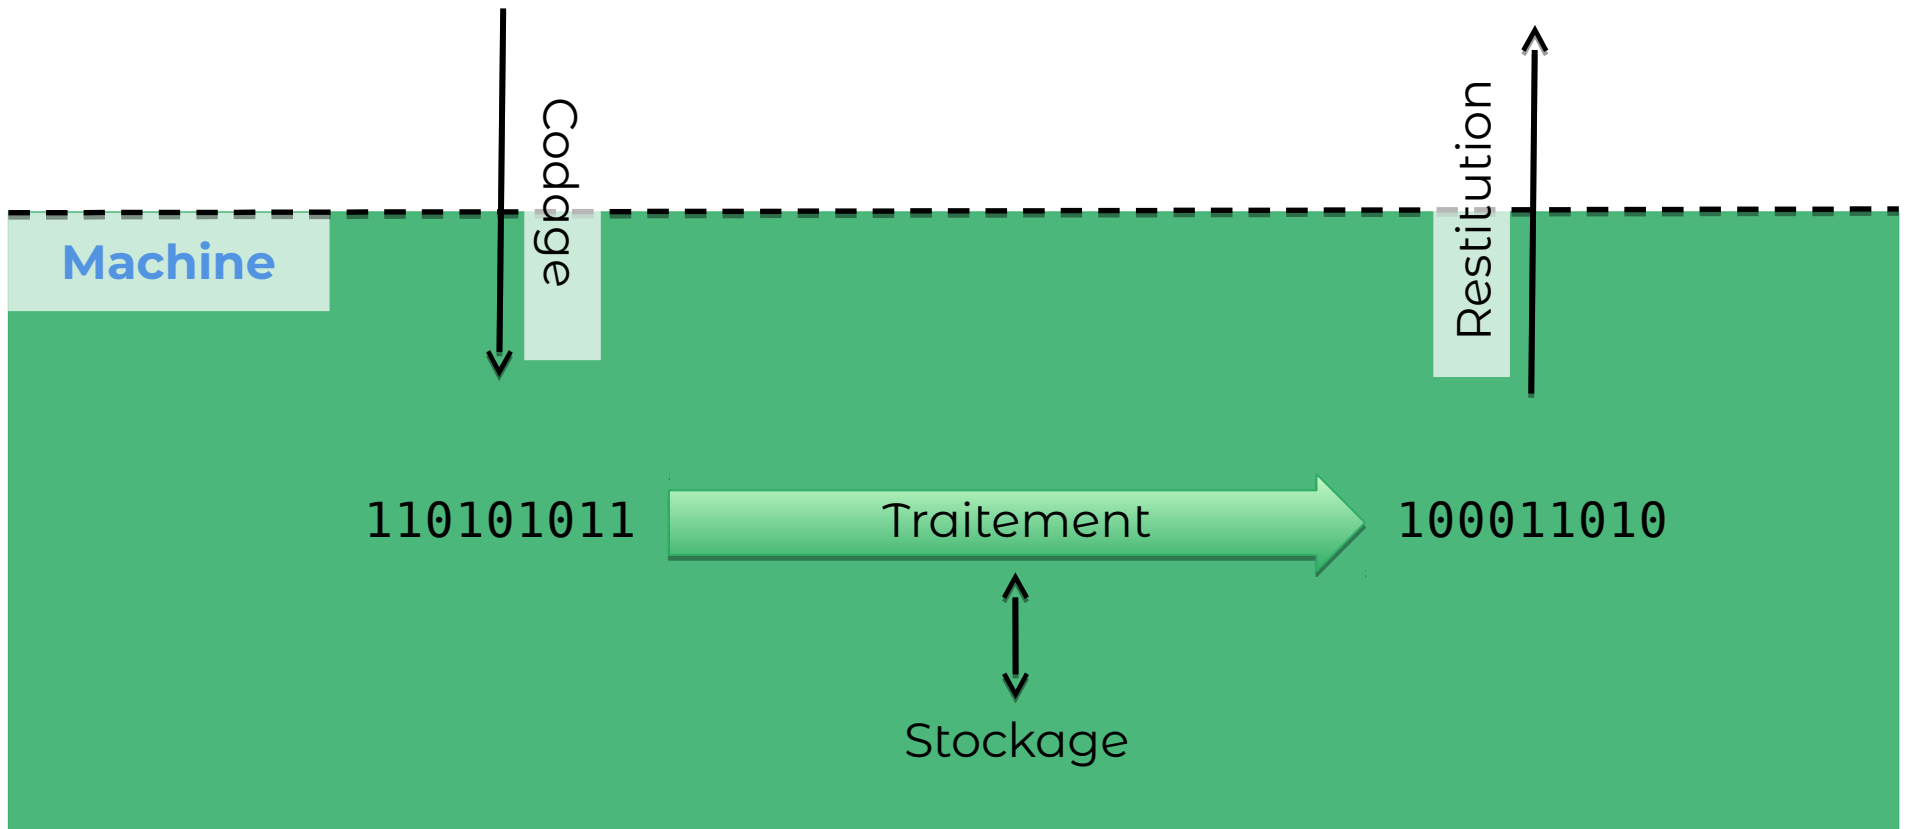 Codage
Restitution
Machine
110101011
Traitement
100011010
Stockage